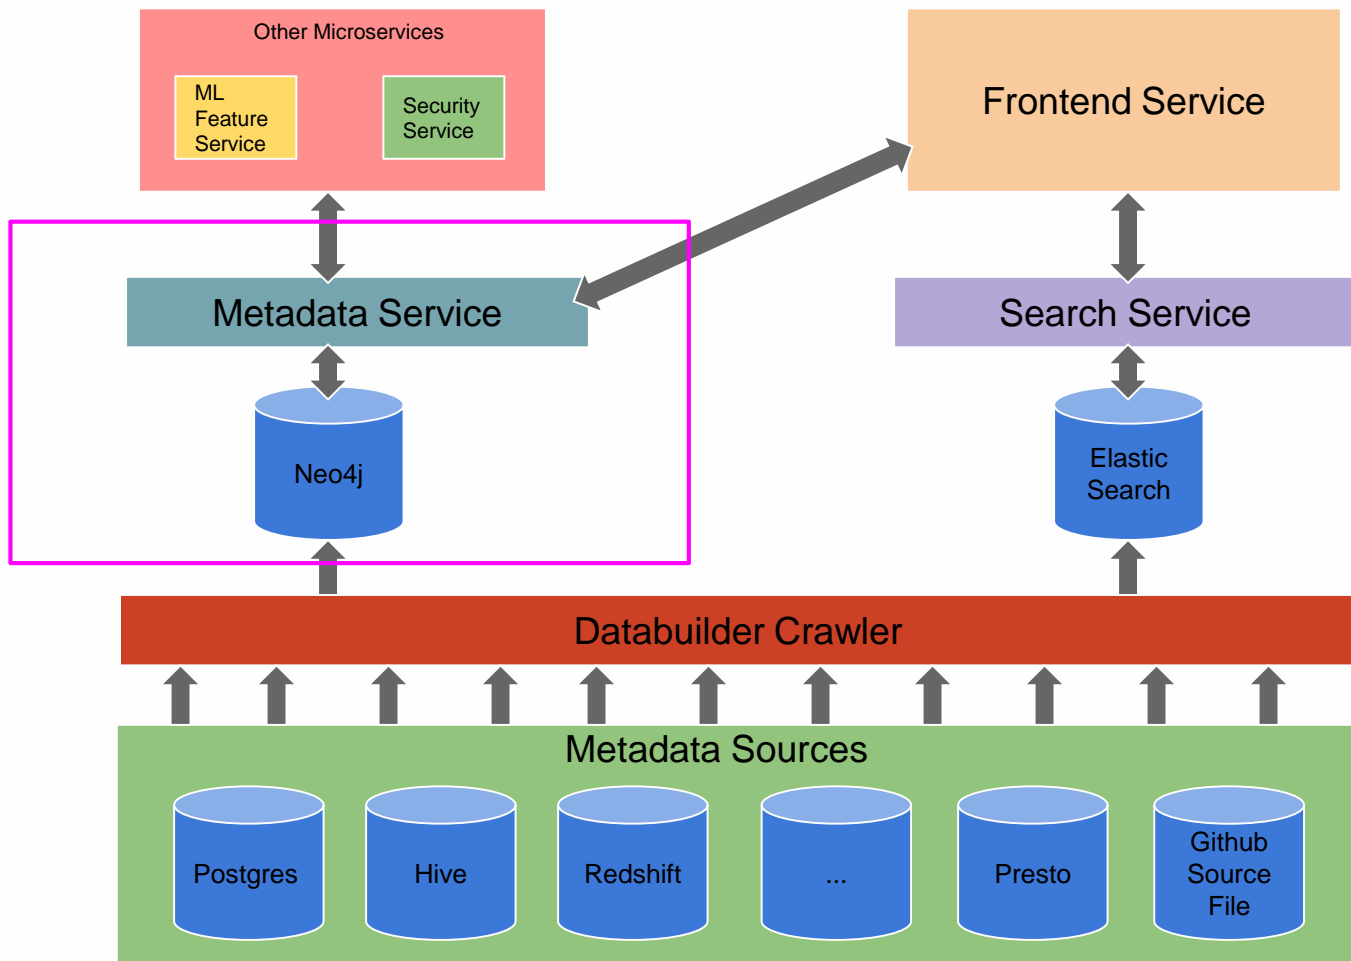 Other Microservices
ML
Feature
Service
Security
Service
Frontend Service
Metadata Service
Search Service
Neo4j
Elastic
Search
Databuilder Crawler
Metadata Sources
Postgres
Hive
Redshift
...
Presto
Github
Source
File